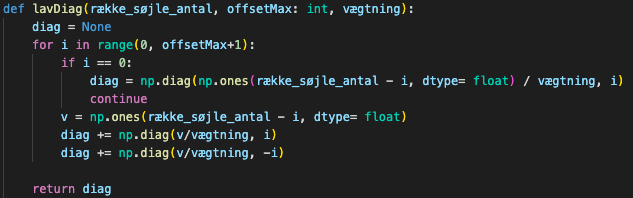 def lavDiag(række_søjle_antal, offsetMax: int, vægtning):
    diag = None
    for i in range(0, offsetMax+1):
        if i == 0:
            diag = np.diag(np.ones(række_søjle_antal - i, dtype= float) / vægtning, i)
            continue
        v = np.ones(række_søjle_antal - i, dtype= float)
        diag += np.diag(v/vægtning, i)
        diag += np.diag(v/vægtning, -i)
    return diag